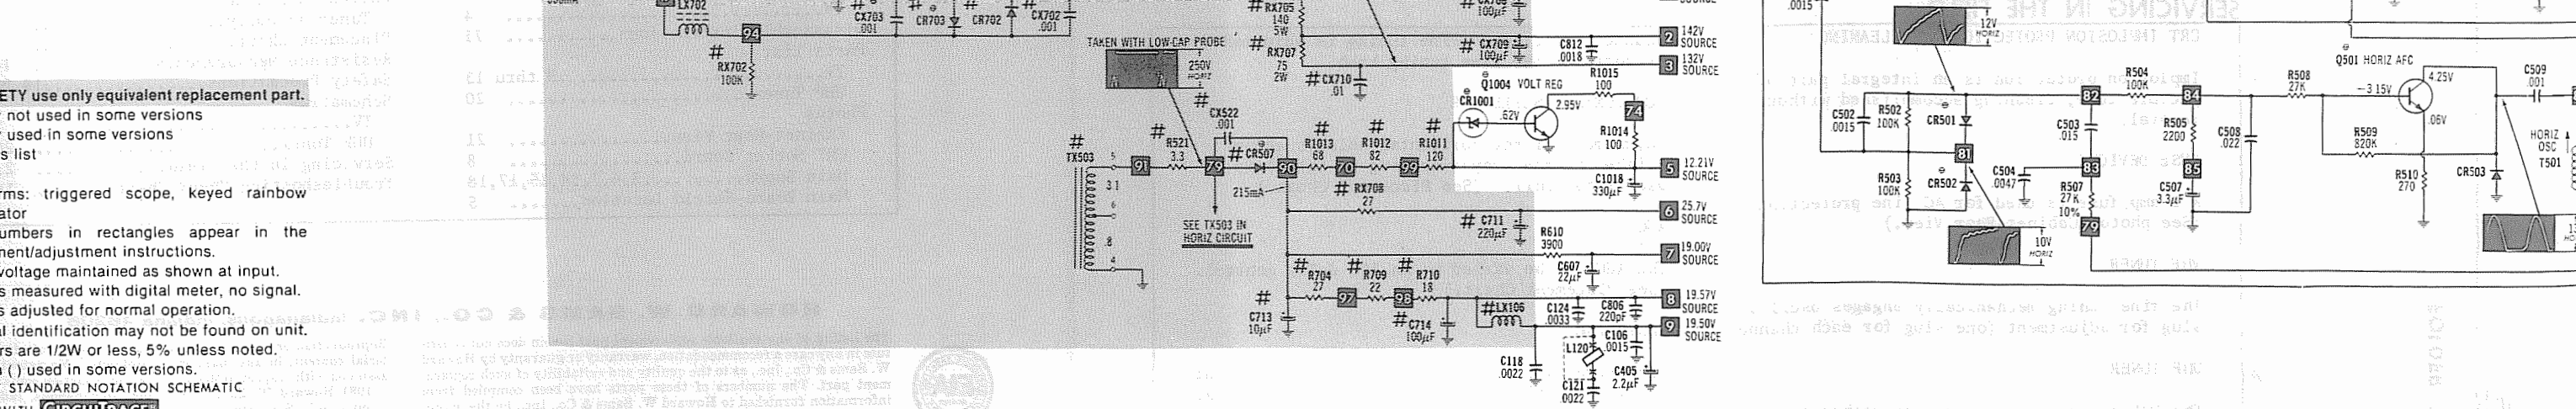 ETY use only equivalent replacement part.
not used in some versions
used in some versions
s list
rms: triggered scope, keyed rainbow
ator
umbers in rectangles appear in the
ment/adjustment instructions.
voltage maintained as shown at input.
s measured with digital meter, no signal.
s adjusted for normal operation.
al identification may not be found on unit.
rs are 1/2W or less, 5% unless noted.
( ) used in some versions.
STANDARD NOTATION SCHEMATIC
WITH CIRCUITRACE
LX702
94
#
RX702
100K
#
CX703
.001
#
CR703
#
CR702
#
CX702
.001
TAKEN WITH LOW-CAP PROBE
250V
HORIZ
#
RX705
140
5W
#
RX707
75
2W
# CX710
.01
100µF
# CX709
100µF
C812
.0018
2
142V
SOURCE
3
132V
SOURCE
#
CX522
.001
#
TX503
5
3.1
6
.8
4
91
#
R521
3.3
79
#
CR507
90
215mA
SEE TX503 IN
HORIZ CIRCUIT
#
R1013
68
70
#
R1012
82
99
#
R1011
120
CR1001
.62V
Q1004 VOLT REG
2.95V
R1015
100
74
R1014
100
C1018
330µF
5
12.21V
SOURCE
# RX708
27
# C711
220µF
6
25.7V
SOURCE
R610
3900
C607
22µF
7
19.00V
SOURCE
#
C713
10µF
#
R704
27
97
#
R709
22
98
#
R710
18
#
C714
100µF
#LX106
C124
.0033
C806
220pF
8
19.57V
SOURCE
9
19.50V
SOURCE
C118
.0022
L120
C121
.0022
C106
.0015
C405
2.2µF
.0015
12V
HORIZ
C502
.0015
R502
100K
CR501
81
R503
100K
CR502
10V
HORIZ
82
C503
.015
83
C504
.0047
R507
27K
10%
79
R504
100K
84
R505
2200
85
C507
3.3µF
C508
.022
R508
27K
Q501 HORIZ AFC
4.25V
-3.15V
.06V
R509
820K
R510
270
CR503
C509
.001
HORIZ
OSC
T501